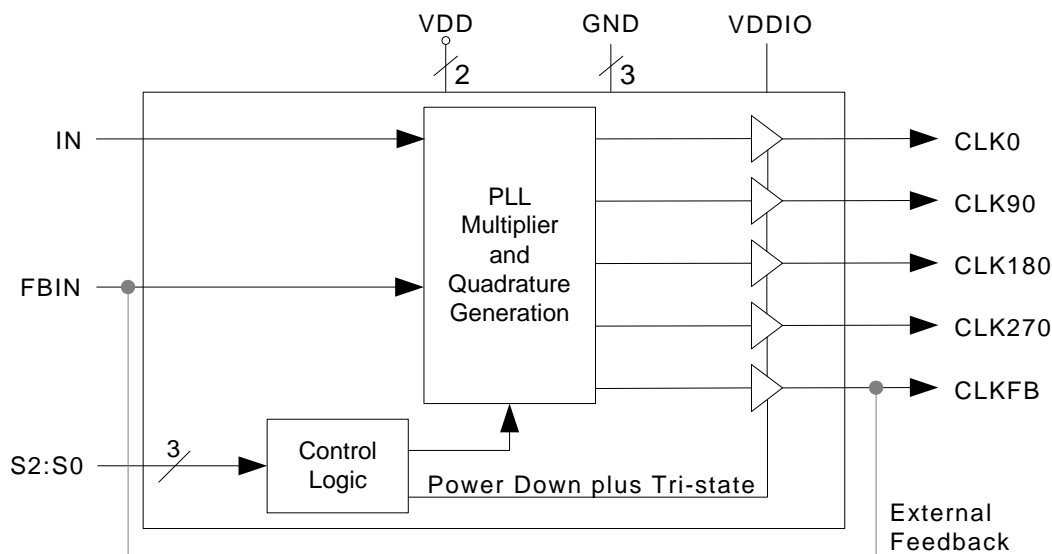 VDD
GND
VDDIO
2
3
IN
CLK0
PLL
Multiplier
and
Quadrature
Generation
CLK90
CLK180
FBIN
CLK270
CLKFB
S2:S0
3
Control
Logic
Power Down plus Tri-state
External
Feedback